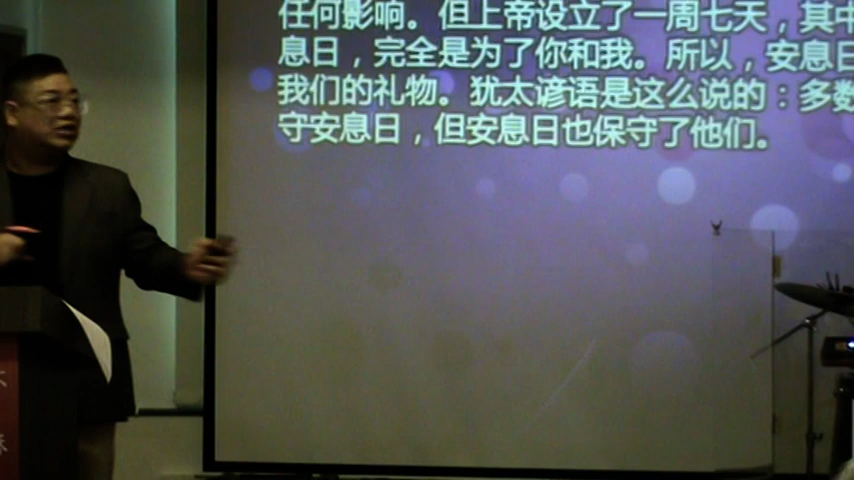 任何影响。但上帝设立了一周七天，其中
息日，完全是为了你和我。所以，安息日
我们的礼物。犹太谚语是这么说的：多数
守安息日，但安息日也保守了他们。